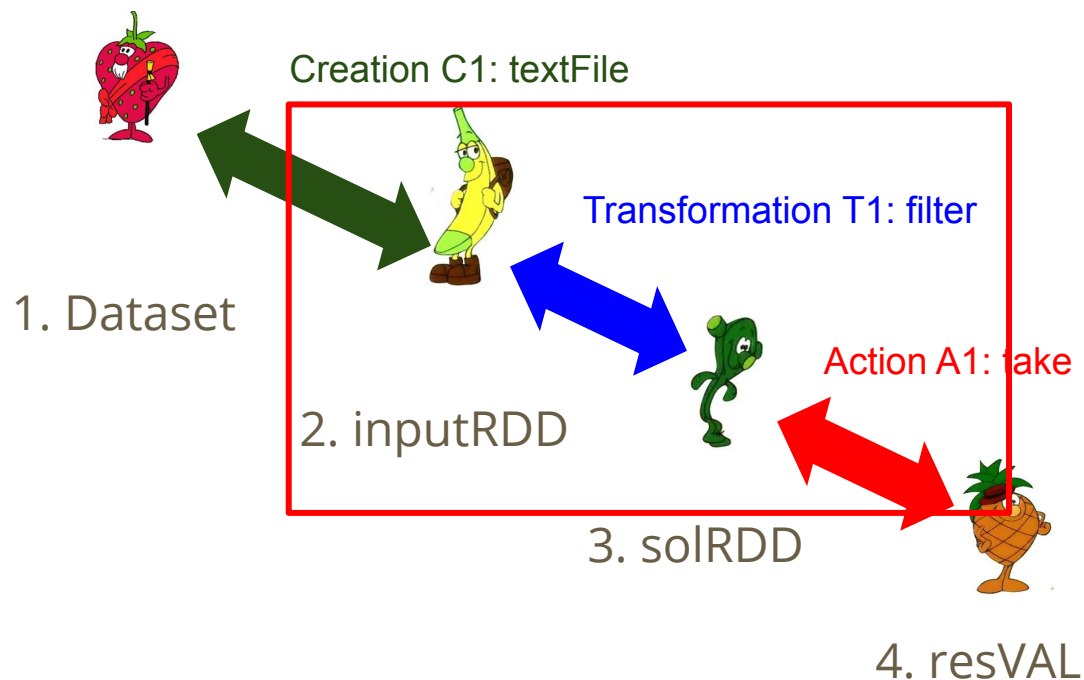 Creation C1: textFile
Transformation T1: filter
1. Dataset
Action A1: take
2. inputRDD
3. solRDD
4. resVAL